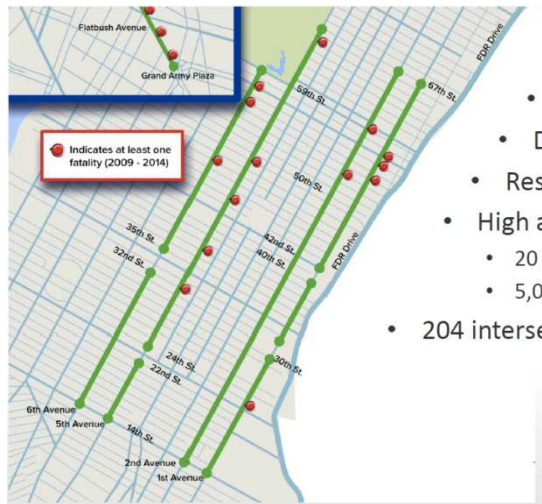 Flatbush Avenue
Grand Army Plaza
Indicates at least one
fatality (2009 - 2014)
FDR Drive
59th St.
67th St.
50th St.
42nd St.
40th St.
35th St.
32nd St.
FDR Drive
24th St.
22nd St.
30th St.
14th St.
6th Avenue
5th Avenue
2nd Avenue
1st Avenue
•
• D
• Res
• High a
• 20
• 5,0
• 204 interse